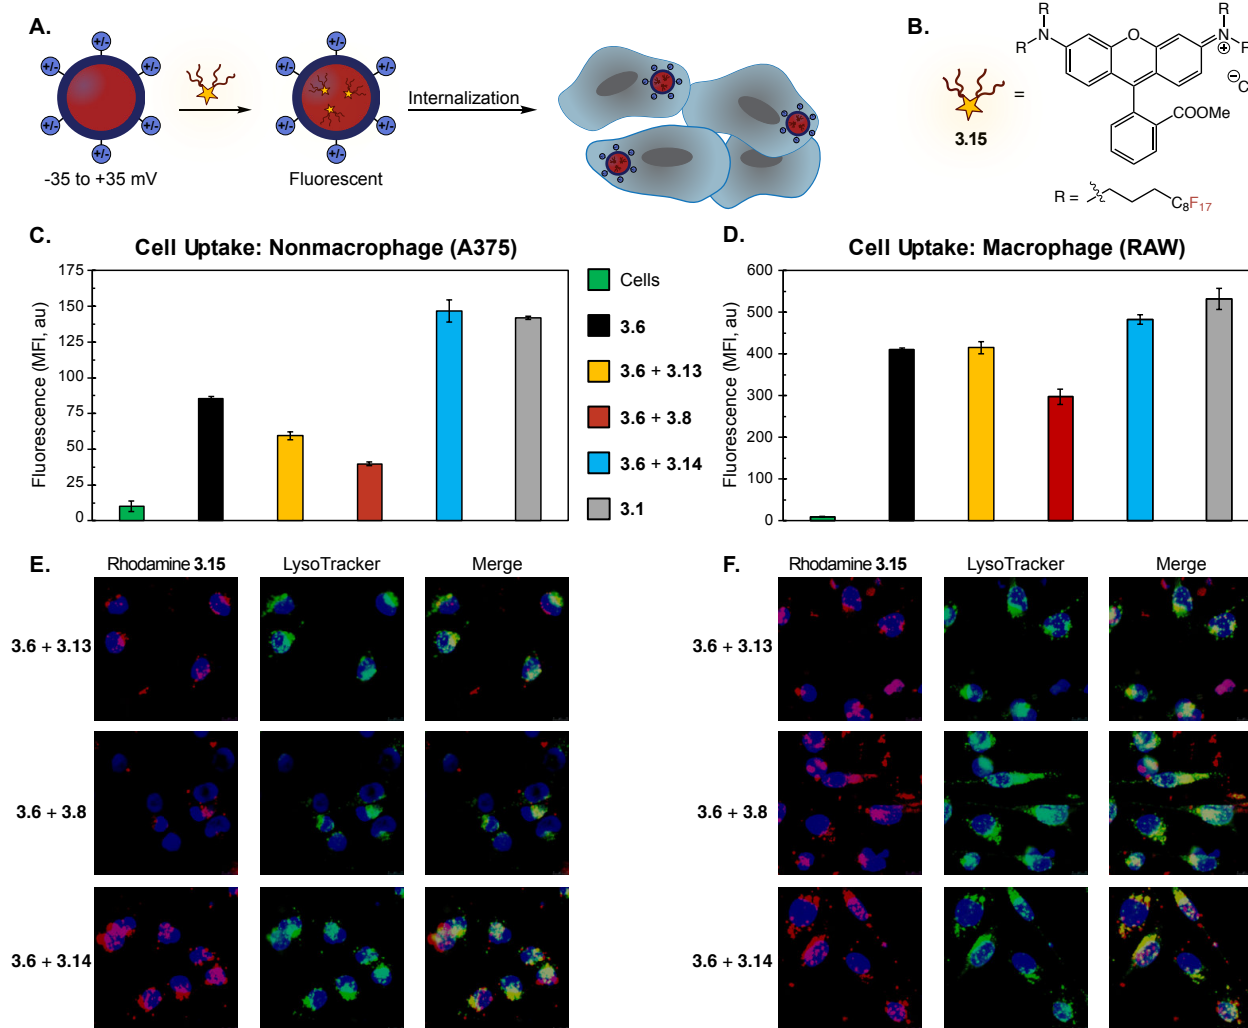 A.
+/-
+/-
+/-
+/-
+/-
+/-
-35 to +35 mV
+/-
+/-
+/-
+/-
+/-
+/-
Fluorescent
Internalization
B.
3.15
=
R
R
N
O
R
N
R
⊕
⊖
C
COOMe
R =
C8F17
C.
Cell Uptake: Nonmacrophage (A375)
Fluorescence (MFI, au)
175
150
125
100
75
50
25
0
Cells
3.6
3.6 + 3.13
3.6 + 3.8
3.6 + 3.14
3.1
D.
Cell Uptake: Macrophage (RAW)
Fluorescence (MFI, au)
600
500
400
300
200
100
0
E.
Rhodamine 3.15 LysoTracker Merge
3.6 + 3.13
3.6 + 3.8
3.6 + 3.14
F.
Rhodamine 3.15 LysoTracker Merge
3.6 + 3.13
3.6 + 3.8
3.6 + 3.14